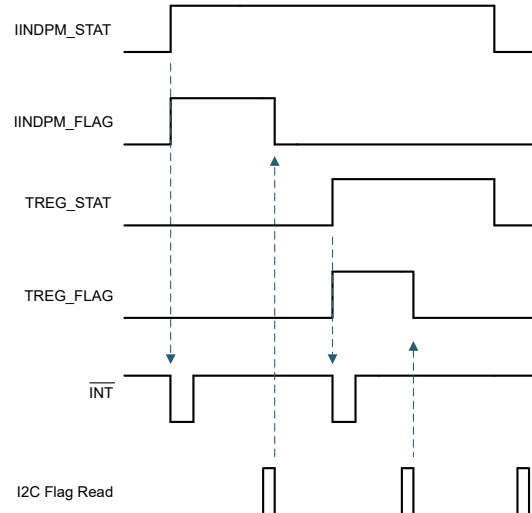 IINDPM_STAT
IINDPM_FLAG
TREG_STAT
TREG_FLAG
INT
I2C Flag Read